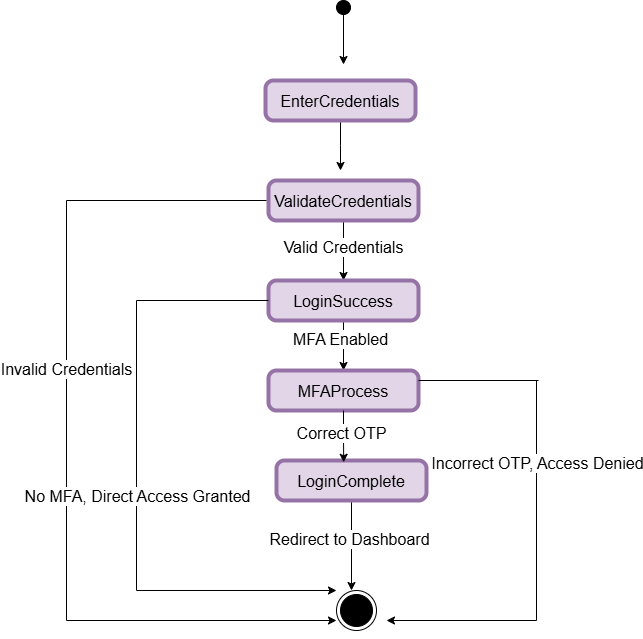 EnterCredentials
ValidateCredentials
Valid Credentials
LoginSuccess
MFA Enabled
Invalid Credentials
MFAProcess
Correct OTP
Incorrect OTP, Access Denied
LoginComplete
No MFA, Direct Access Granted
Redirect to Dashboard